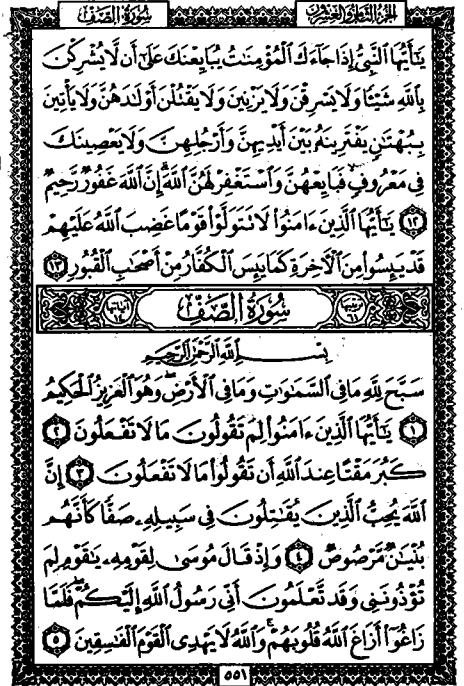 سُورَةُ الصَّف
الجزء الثامن والعشرون
يَـٰٓأَيُّهَا ٱلنَّبِىُّ إِذَا جَآءَكَ ٱلْمُؤْمِنَـٰتُ يُبَايِعْنَكَ عَلَىٰٓ أَن لَّا يُشْرِكْنَ
بِٱللَّهِ شَيْـًٔا وَلَا يَسْرِقْنَ وَلَا يَزْنِينَ وَلَا يَقْتُلْنَ أَوْلَـٰدَهُنَّ وَلَا يَأْتِينَ
بِبُهْتَـٰنٍ يَفْتَرِينَهُۥ بَيْنَ أَيْدِيهِنَّ وَأَرْجُلِهِنَّ وَلَا يَعْصِينَكَ
فِى مَعْرُوفٍ فَبَايِعْهُنَّ وَٱسْتَغْفِرْ لَهُنَّ ٱللَّهَ إِنَّ ٱللَّهَ غَفُورٌ رَّحِيمٌ
١٢ يَـٰٓأَيُّهَا ٱلَّذِينَ ءَامَنُوا۟ لَا تَتَوَلَّوْا۟ قَوْمًا غَضِبَ ٱللَّهُ عَلَيْهِمْ
قَدْ يَئِسُوا۟ مِنَ ٱلْـَٔاخِرَةِ كَمَا يَئِسَ ٱلْكُفَّارُ مِنْ أَصْحَـٰبِ ٱلْقُبُورِ ١٣
سُورَةُ الصَّفِّ
بِسْمِ ٱللَّهِ ٱلرَّحْمَـٰنِ ٱلرَّحِيمِ
سَبَّحَ لِلَّهِ مَا فِى ٱلسَّمَـٰوَٰتِ وَمَا فِى ٱلْأَرْضِ وَهُوَ ٱلْعَزِيزُ ٱلْحَكِيمُ
١ يَـٰٓأَيُّهَا ٱلَّذِينَ ءَامَنُوا۟ لِمَ تَقُولُونَ مَا لَا تَفْعَلُونَ ٢
كَبُرَ مَقْتًا عِندَ ٱللَّهِ أَن تَقُولُوا۟ مَا لَا تَفْعَلُونَ ٣ إِنَّ
ٱللَّهَ يُحِبُّ ٱلَّذِينَ يُقَـٰتِلُونَ فِى سَبِيلِهِۦ صَفًّا كَأَنَّهُم
بُنْيَـٰنٌ مَّرْصُوصٌ ٤ وَإِذْ قَالَ مُوسَىٰ لِقَوْمِهِۦ يَـٰقَوْمِ لِمَ
تُؤْذُونَنِى وَقَد تَّعْلَمُونَ أَنِّى رَسُولُ ٱللَّهِ إِلَيْكُمْ فَلَمَّا
زَاغُوٓا۟ أَزَاغَ ٱللَّهُ قُلُوبَهُمْ وَٱللَّهُ لَا يَهْدِى ٱلْقَوْمَ ٱلْفَـٰسِقِينَ ٥
٥٥١